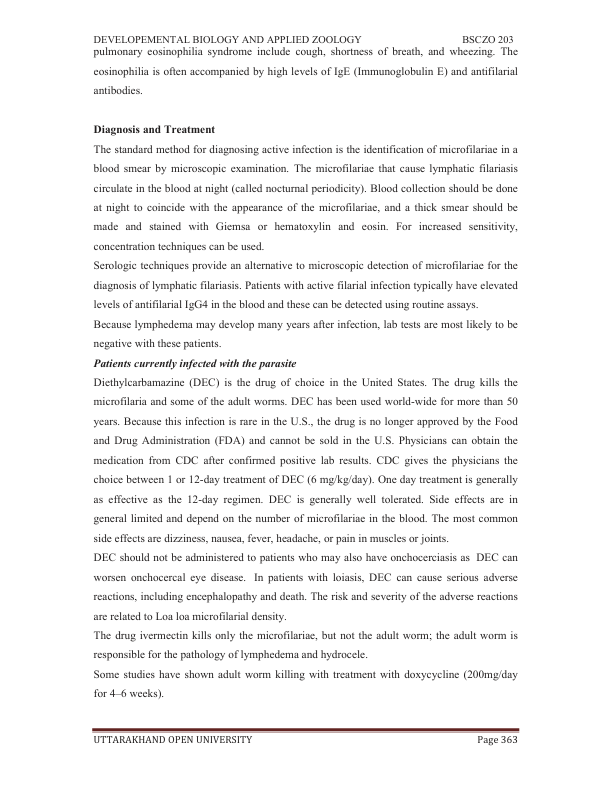 DEVELOPEMENTAL BIOLOGY AND APPLIED ZOOLOGY BSCZO 203
pulmonary eosinophilia syndrome include cough, shortness of breath, and wheezing. The
eosinophilia is often accompanied by high levels of IgE (Immunoglobulin E) and antifilarial
antibodies.
Diagnosis and Treatment
The standard method for diagnosing active infection is the identification of microfilariae in a
blood smear by microscopic examination. The microfilariae that cause lymphatic filariasis
circulate in the blood at night (called nocturnal periodicity). Blood collection should be done
at night to coincide with the appearance of the microfilariae, and a thick smear should be
made and stained with Giemsa or hematoxylin and eosin. For increased sensitivity,
concentration techniques can be used.
Serologic techniques provide an alternative to microscopic detection of microfilariae for the
diagnosis of lymphatic filariasis. Patients with active filarial infection typically have elevated
levels of antifilarial IgG4 in the blood and these can be detected using routine assays.
Because lymphedema may develop many years after infection, lab tests are most likely to be
negative with these patients.
Patients currently infected with the parasite
Diethylcarbamazine (DEC) is the drug of choice in the United States. The drug kills the
microfilaria and some of the adult worms. DEC has been used world-wide for more than 50
years. Because this infection is rare in the U.S., the drug is no longer approved by the Food
and Drug Administration (FDA) and cannot be sold in the U.S. Physicians can obtain the
medication from CDC after confirmed positive lab results. CDC gives the physicians the
choice between 1 or 12-day treatment of DEC (6 mg/kg/day). One day treatment is generally
as effective as the 12-day regimen. DEC is generally well tolerated. Side effects are in
general limited and depend on the number of microfilariae in the blood. The most common
side effects are dizziness, nausea, fever, headache, or pain in muscles or joints.
DEC should not be administered to patients who may also have onchocerciasis as DEC can
worsen onchocercal eye disease. In patients with loiasis, DEC can cause serious adverse
reactions, including encephalopathy and death. The risk and severity of the adverse reactions
are related to Loa loa microfilarial density.
The drug ivermectin kills only the microfilariae, but not the adult worm; the adult worm is
responsible for the pathology of lymphedema and hydrocele.
Some studies have shown adult worm killing with treatment with doxycycline (200mg/day
for 4–6 weeks).
UTTARAKHAND OPEN UNIVERSITY Page 363